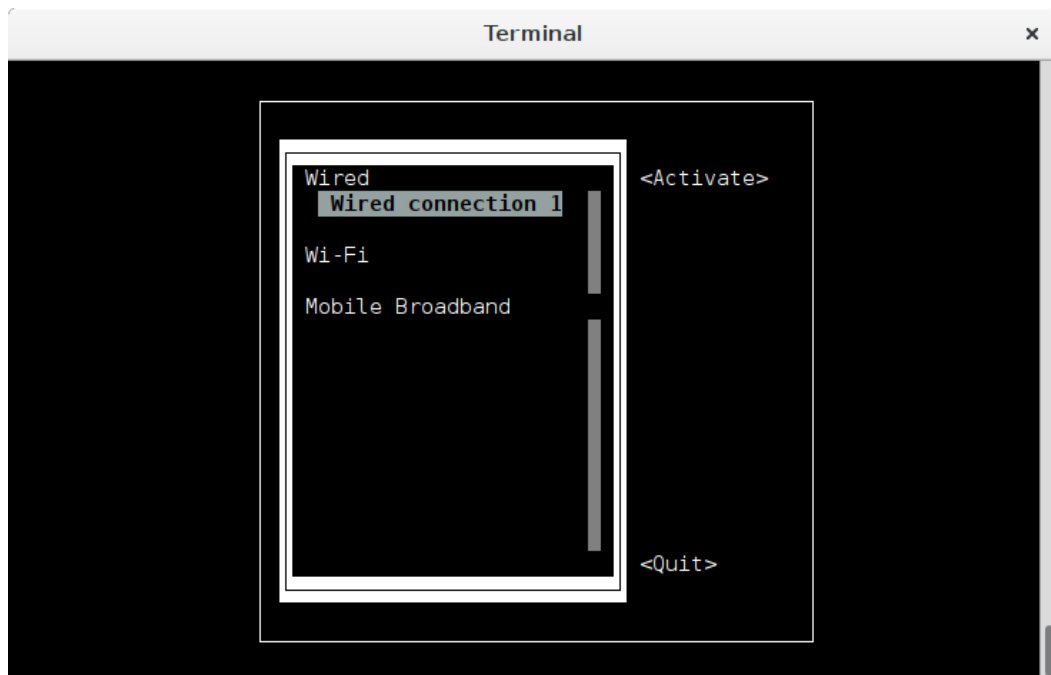 Terminal
Wired
Wired connection 1
Wi-Fi
Mobile Broadband
<Activate>
<Quit>